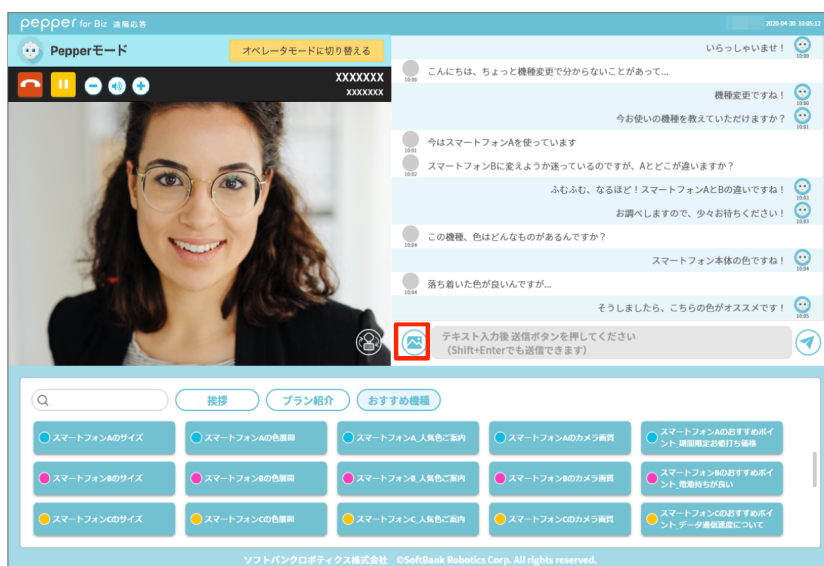 pepper for Biz 遠隔応答
2020-04-30 10:05:12
Pepperモード
オペレータモードに切り替える
XXXXXXX
XXXXXXX
いらっしゃいませ！
10:00
こんにちは、ちょっと機種変更で分からないことがあって...
10:00
機種変更ですね！
10:00
今お使いの機種を教えていただけますか？
10:01
今はスマートフォンAを使っています
10:01
スマートフォンBに変えようか迷っているのですが、Aとどこが違いますか？
10:02
ふむふむ、なるほど！スマートフォンAとBの違いですね！
10:03
お調べしますので、少々お待ちください！
10:03
この機種、色はどんなものがあるんですか？
10:04
スマートフォン本体の色ですね！
10:04
落ち着いた色が良いんですが...
10:04
そうしましたら、こちらの色がオススメです！
10:05
テキスト入力後 送信ボタンを押してください
（Shift+Enterでも送信できます）
挨拶
プラン紹介
おすすめ機種
スマートフォンAのサイズ
スマートフォンAの色展開
スマートフォンA_人気色ご案内
スマートフォンAのカメラ画質
スマートフォンAのおすすめポイ
ント_期間限定お値打ち価格
スマートフォンBのサイズ
スマートフォンBの色展開
スマートフォンB_人気色ご案内
スマートフォンBのカメラ画質
スマートフォンBのおすすめポイ
ント_電池持ちが良い
スマートフォンCのサイズ
スマートフォンCの色展開
スマートフォンC_人気色ご案内
スマートフォンCのカメラ画質
スマートフォンCのおすすめポイ
ント_データ通信速度について
ソフトバンクロボティクス株式会社 ©SoftBank Robotics Corp. All rights reserved.